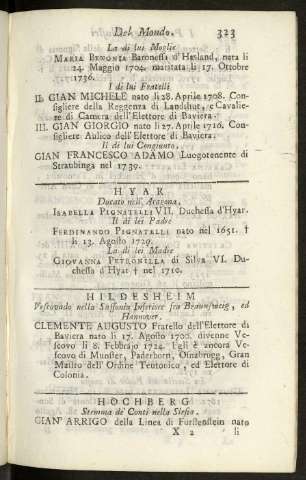 Del Mondo. 323
La di lui Moglie
MARIA BENONIA Baronessa d'Hasland, nata li
24. Maggio 1704. maritata li 17. Ottobre
1736.
I di lui Fratelli
II. GIAN MICHELE nato li 28. Aprile 1708. Con-
sigliere della Reggenza di Landshut, e Cavalie-
re di Camera dell'Elettore di Baviera.
III. GIAN GIORGIO nato li 27. Aprile 1716. Con-
sigliere Aulico dell'Elettore di Baviera.
Il di lui Congiunto,
GIAN FRANCESCO ADAMO Luogotenente di
Straubinga nel 1739.
HYAR
Ducato nell'Aragona,
ISABELLA PIGNATELLI VII. Duchessa d'Hyar.
Il di lei Padre
FERDINANDO PIGNATELLI nato nel 1651. †
li 13. Agosto 1729.
La di lei Madre
GIOVANNA PETRONILLA di Silva VI. Du-
chessa d'Hyar † nel 1710.
HILDESHEIM
Vescovado nella Sassonia Inferiore fra Braunsweig, ed
Hannover.
CLEMENTE AUGUSTO Fratello dell'Elettore di
Baviera nato li 17. Agosto 1700. divenne Ve-
scovo li 8. Febbrajo 1724. Egli è ancora Ve-
scovo di Munster, Paderborn, Osnabrugg, Gran
Maestro dell'Ordine Teutonico, ed Elettore di
Colonia.
HOCHBERG
Stemma de' Conti nella Slesia.
GIAN ARRIGO della Linea di Furstenstein nato
X 2 li